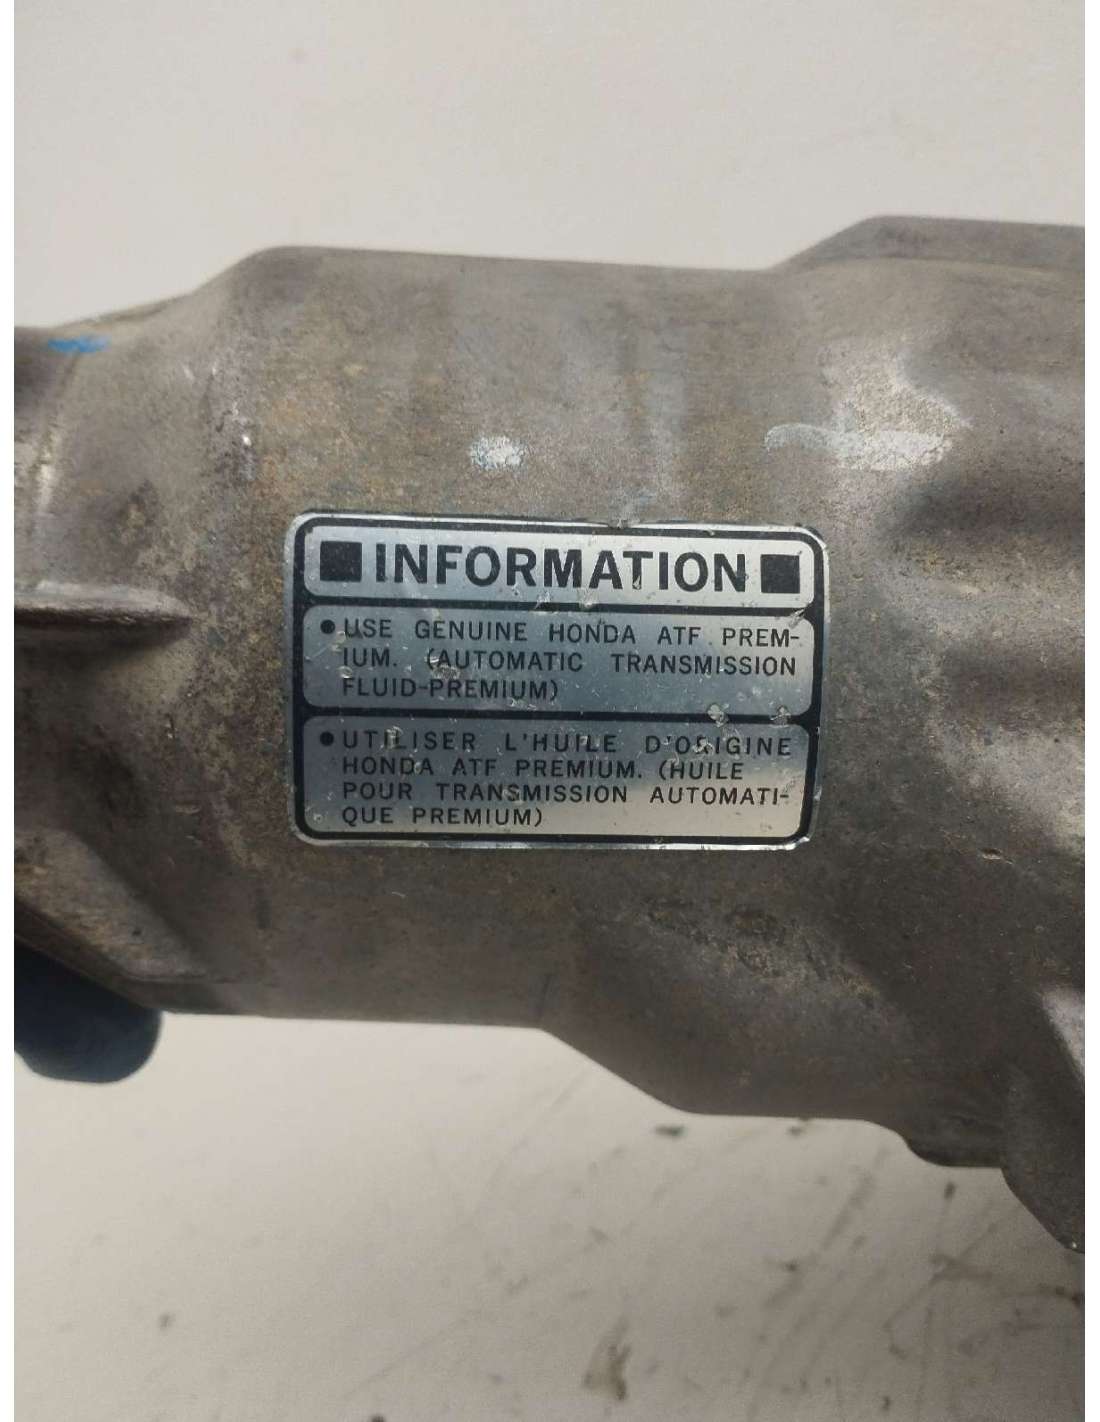 ■ INFORMATION ■
● USE GENUINE HONDA ATF PREM-
IUM. (AUTOMATIC TRANSMISSION
FLUID-PREMIUM)
● UTILISER L'HUILE D'ORIGINE
HONDA ATF PREMIUM. (HUILE
POUR TRANSMISSION AUTOMATI-
QUE PREMIUM)